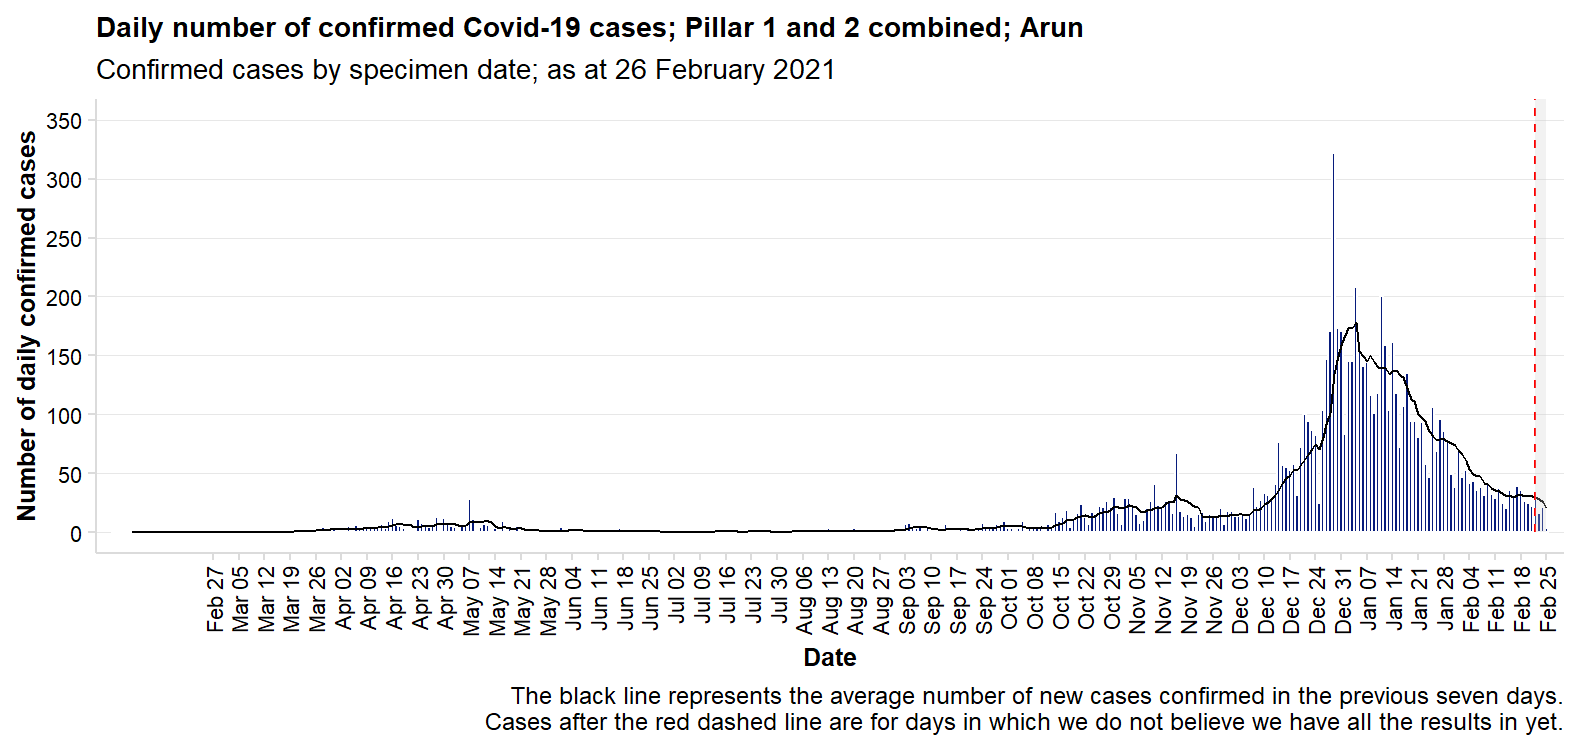 Daily number of confirmed Covid-19 cases; Pillar 1 and 2 combined; Arun
Confirmed cases by specimen date; as at 26 February 2021
Number of daily confirmed cases
350
300
250
200
150
100
50
0
Feb 27
Mar 05
Mar 12
Mar 19
Mar 26
Apr 02
Apr 09
Apr 16
Apr 23
Apr 30
May 07
May 14
May 21
May 28
Jun 04
Jun 11
Jun 18
Jun 25
Jul 02
Jul 09
Jul 16
Jul 23
Jul 30
Aug 06
Aug 13
Aug 20
Aug 27
Sep 03
Sep 10
Sep 17
Sep 24
Oct 01
Oct 08
Oct 15
Oct 22
Oct 29
Nov 05
Nov 12
Nov 19
Nov 26
Dec 03
Dec 10
Dec 17
Dec 24
Dec 31
Jan 07
Jan 14
Jan 21
Jan 28
Feb 04
Feb 11
Feb 18
Feb 25
Date
The black line represents the average number of new cases confirmed in the previous seven days.
Cases after the red dashed line are for days in which we do not believe we have all the results in yet.